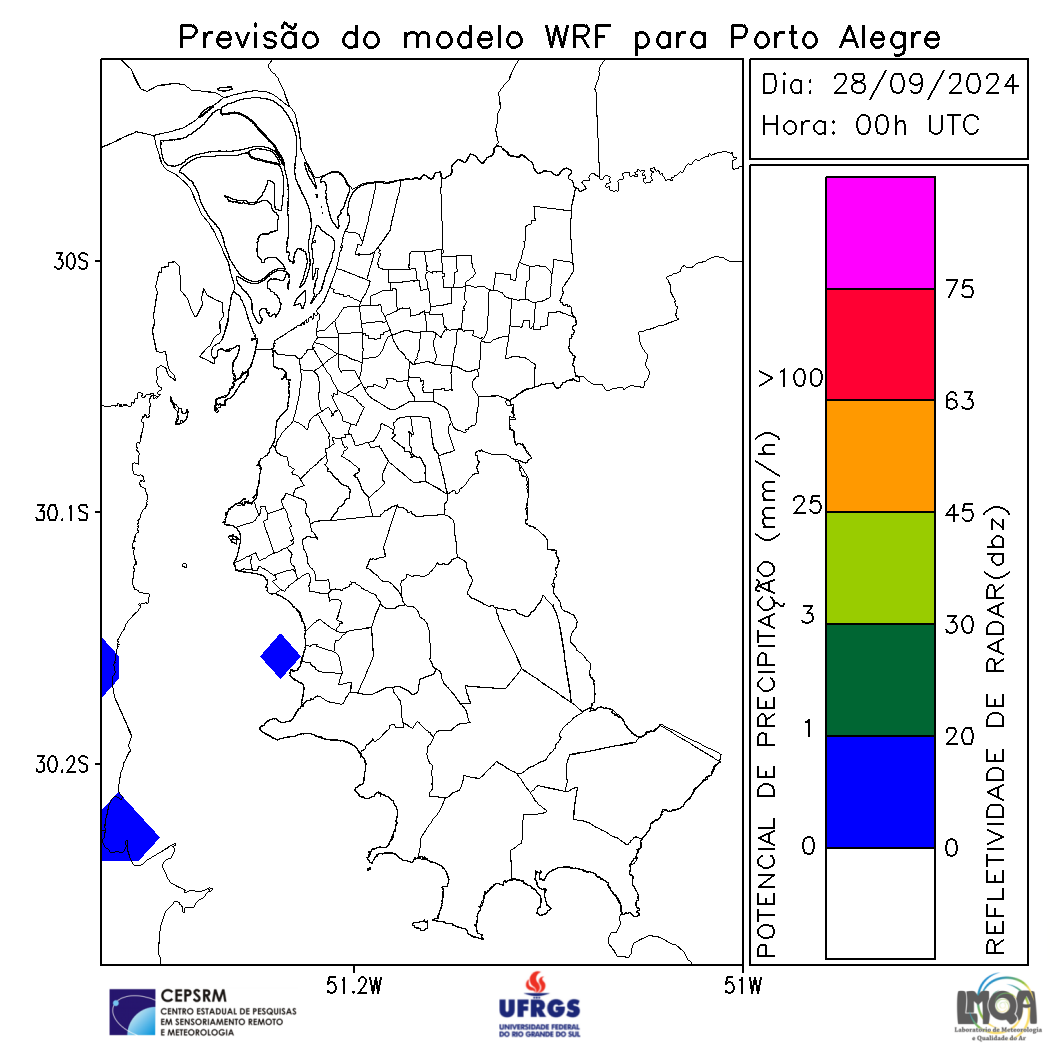 Previsão do modelo WRF para Porto Alegre
Dia: 28/09/2024
Hora: 00h UTC
30S
30.1S
30.2S
51.2W
51W
POTENCIAL DE PRECIPITAÇÃO (mm/h)
>100
25
3
1
0
75
63
45
30
20
0
REFLETIVIDADE DE RADAR(dbz)
CEPSRM
CENTRO ESTADUAL DE PESQUISAS
EM SENSORIAMENTO REMOTO
E METEOROLOGIA
UFRGS
UNIVERSIDADE FEDERAL
DO RIO GRANDE DO SUL
LMQA
Laboratório de Meteorologia
e Qualidade do Ar